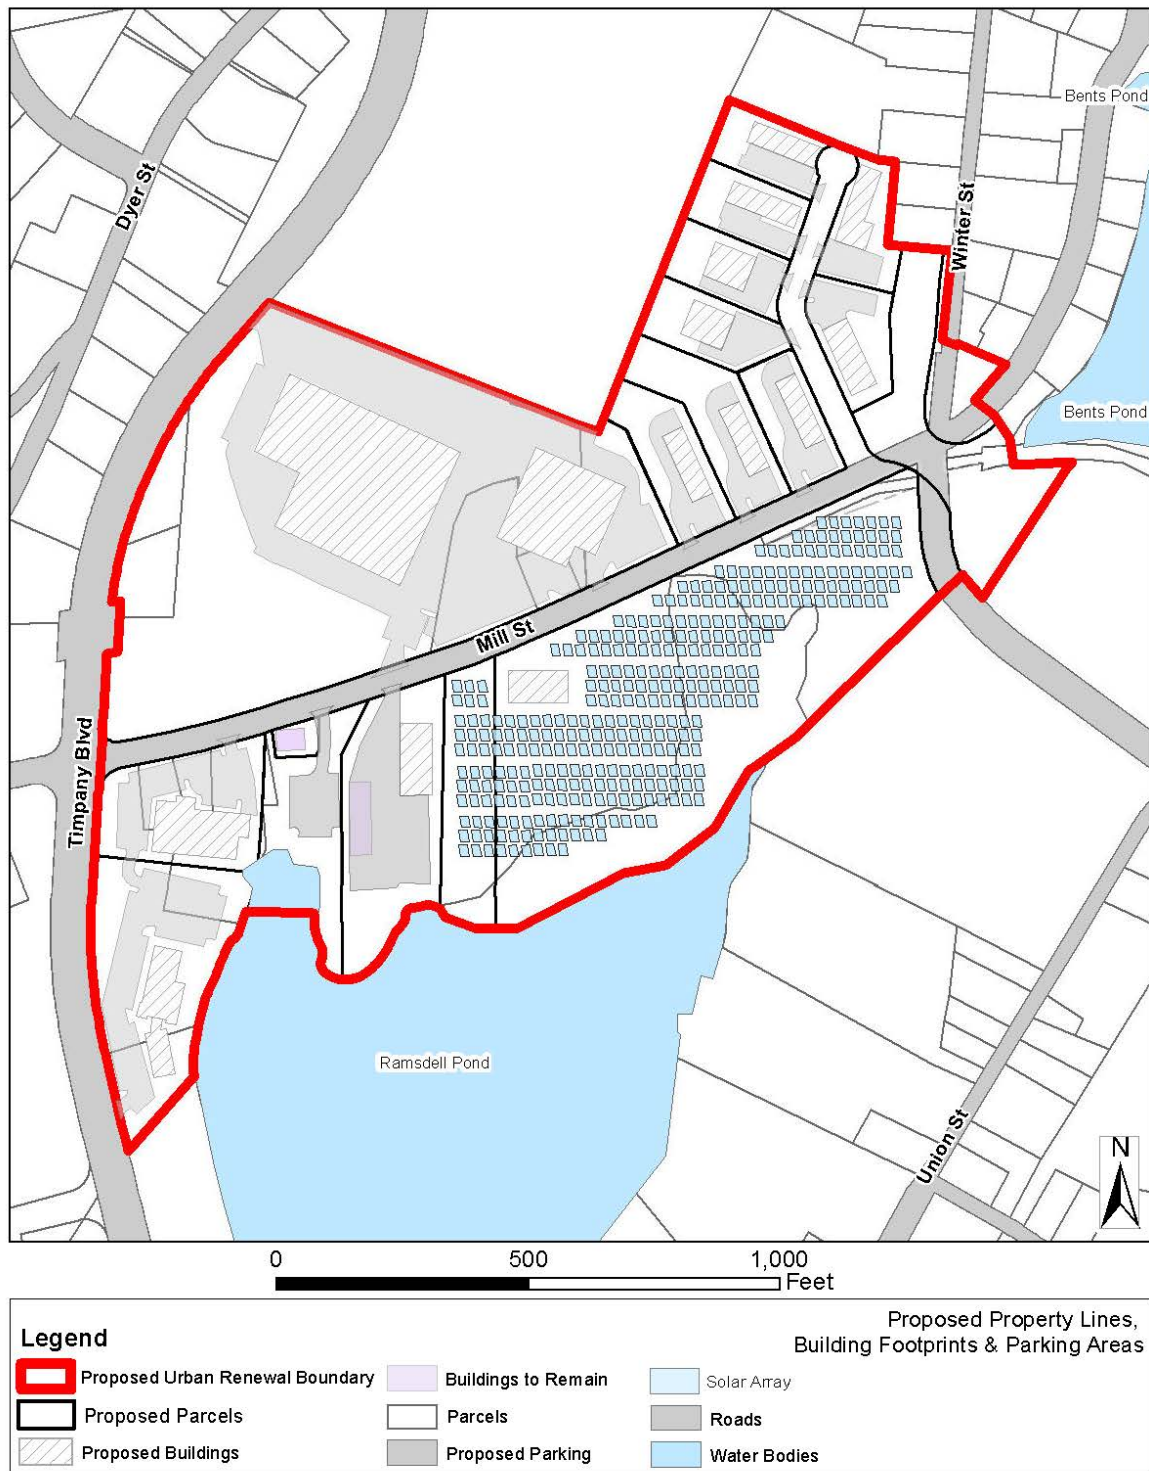 Bents Pond
Dyer St
Winter St
Bents Pond
Mill St
Timpany Blvd
Ramsdell Pond
Union St
N
0 500 1,000
Feet
Proposed Property Lines,
Building Footprints & Parking Areas
Legend
Proposed Urban Renewal Boundary
Buildings to Remain
Solar Array
Proposed Parcels
Parcels
Roads
Proposed Buildings
Proposed Parking
Water Bodies